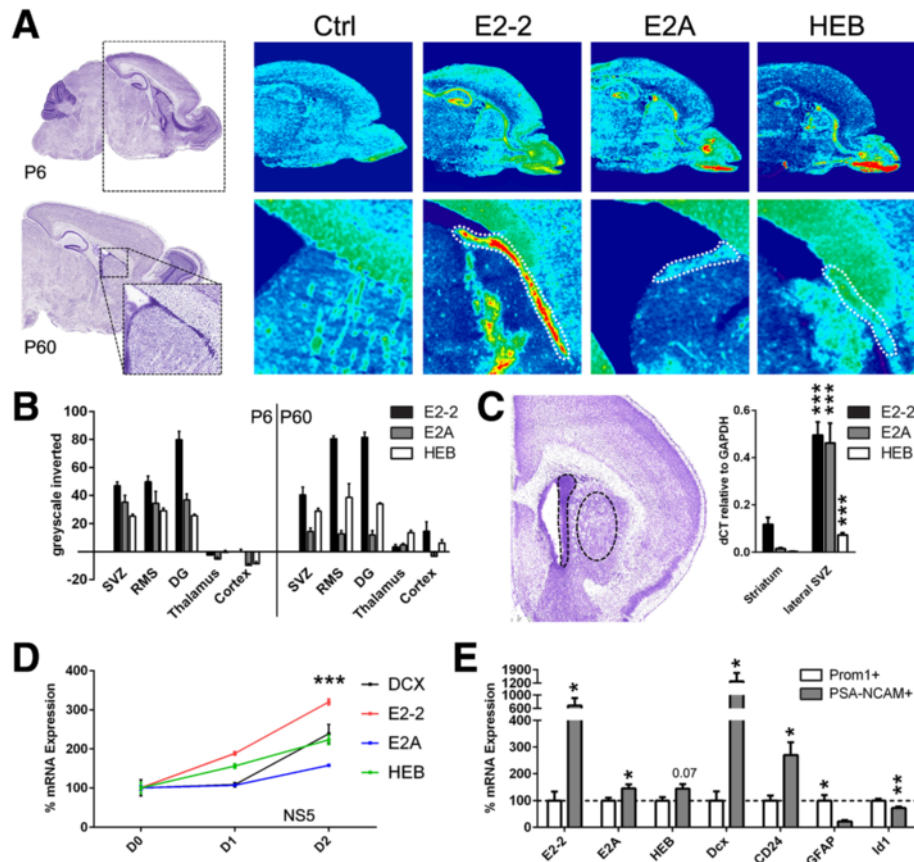 A
Ctrl E2-2 E2A HEB
P6
P60
B
greyscale inverted
100
80
60
40
20
-20
P6 P60
E2-2
E2A
HEB
SVZ RMS DG Thalamus Cortex SVZ RMS DG Thalamus Cortex
C
dCT relative to GAPDH
0.6
0.4
0.2
0.0
*** *** ***
E2-2
E2A
HEB
Striatum lateral SVZ
D
% mRNA Expression
400
300
200
100
0
***
DCX
E2-2
E2A
HEB
NS5
D0 D1 D2
E
% mRNA Expression
1900
1200
1000
600
200
100
0
* * 0.07 * * * **
Prom1+
PSA-NCAM+
E2-2 E2A HEB Dcx CD24 GFAP Id1